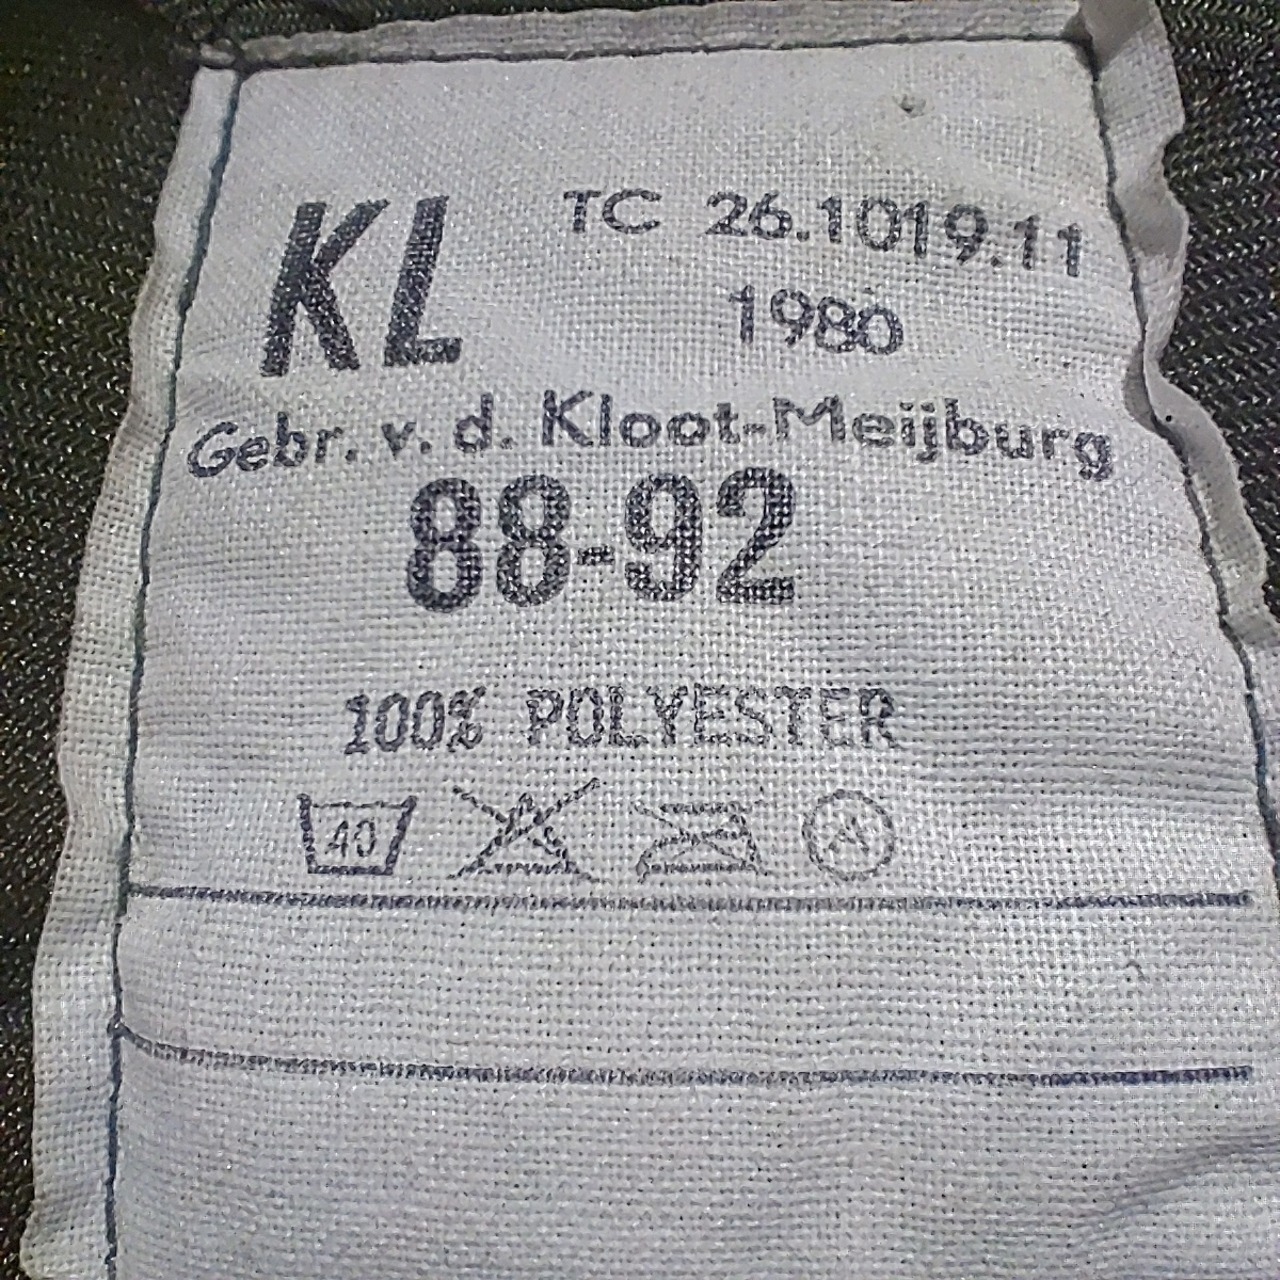 KL TC 26.1019.11
1980
Gebr. v. d. Kloot-Meijburg
88-92
100% POLYESTER
40 A